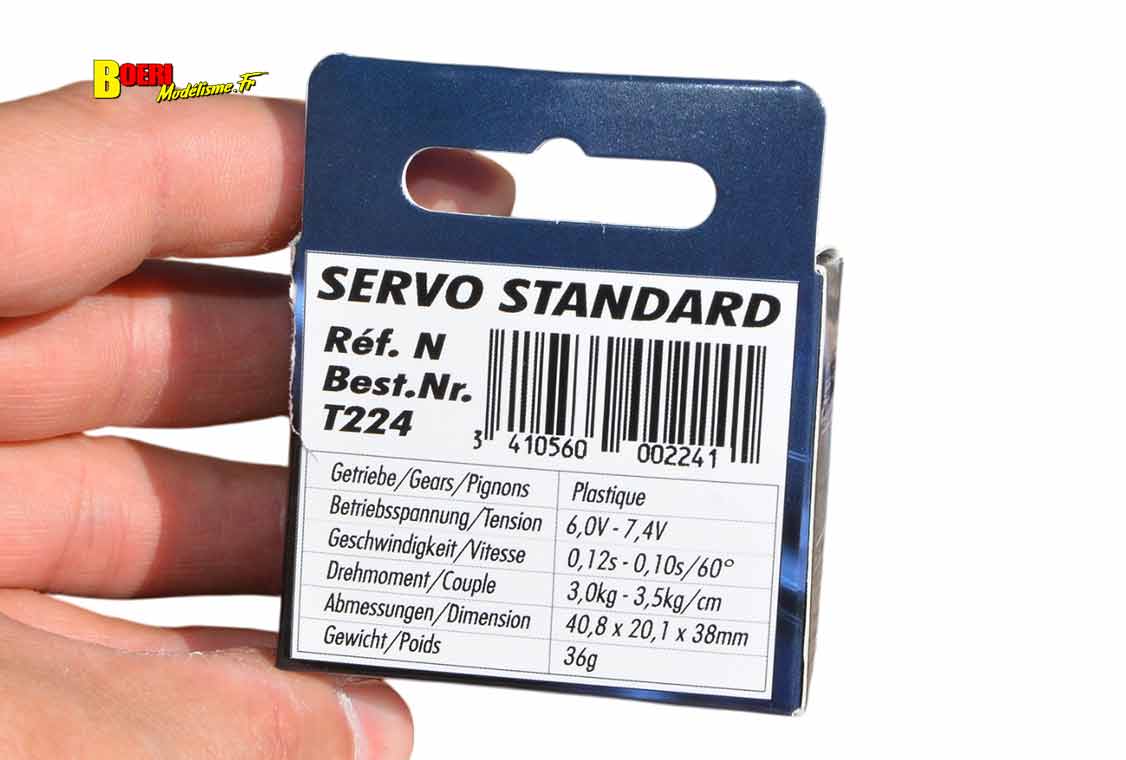 BOERI
Modélisme.Fr
SERVO STANDARD
Réf. N
Best.Nr.
T224
3 410560 002241
Getriebe/Gears/Pignons Plastique
Betriebsspannung/Tension 6,0V - 7,4V
Geschwindigkeit/Vitesse 0,12s - 0,10s/60°
Drehmoment/Couple 3,0kg - 3,5kg/cm
Abmessungen/Dimension 40,8 x 20,1 x 38mm
Gewicht/Poids 36g